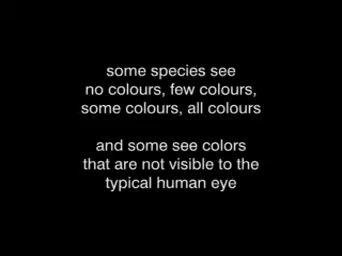 some species see
no colours, few colours,
some colours, all colours
and some see colors
that are not visible to the
typical human eye